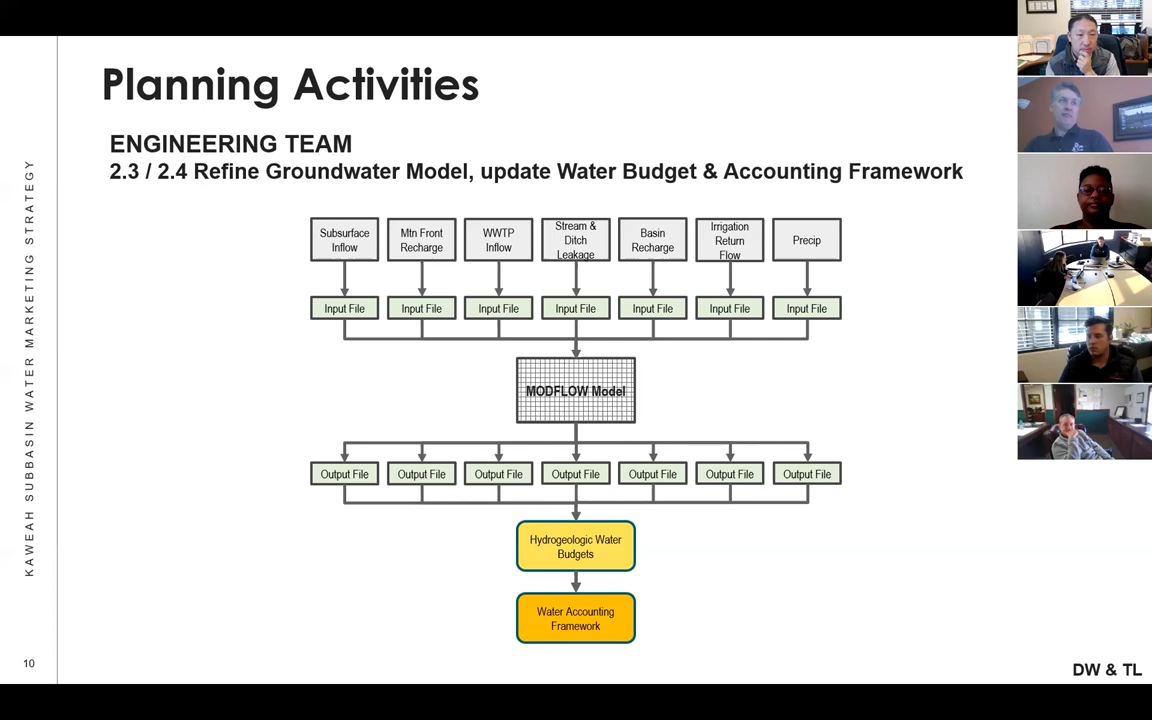 Planning Activities
ENGINEERING TEAM
2.3 / 2.4 Refine Groundwater Model, update Water Budget & Accounting Framework
KAWEAH SUBBASIN WATER MARKETING STRATEGY
Subsurface
Inflow
Mtn Front
Recharge
WWTP
Inflow
Stream &
Ditch
Leakage
Basin
Recharge
Irrigation
Return
Flow
Precip
Input File
Input File
Input File
Input File
Input File
Input File
Input File
MODFLOW Model
Output File
Output File
Output File
Output File
Output File
Output File
Output File
Hydrogeologic Water
Budgets
Water Accounting
Framework
10
DW & TL